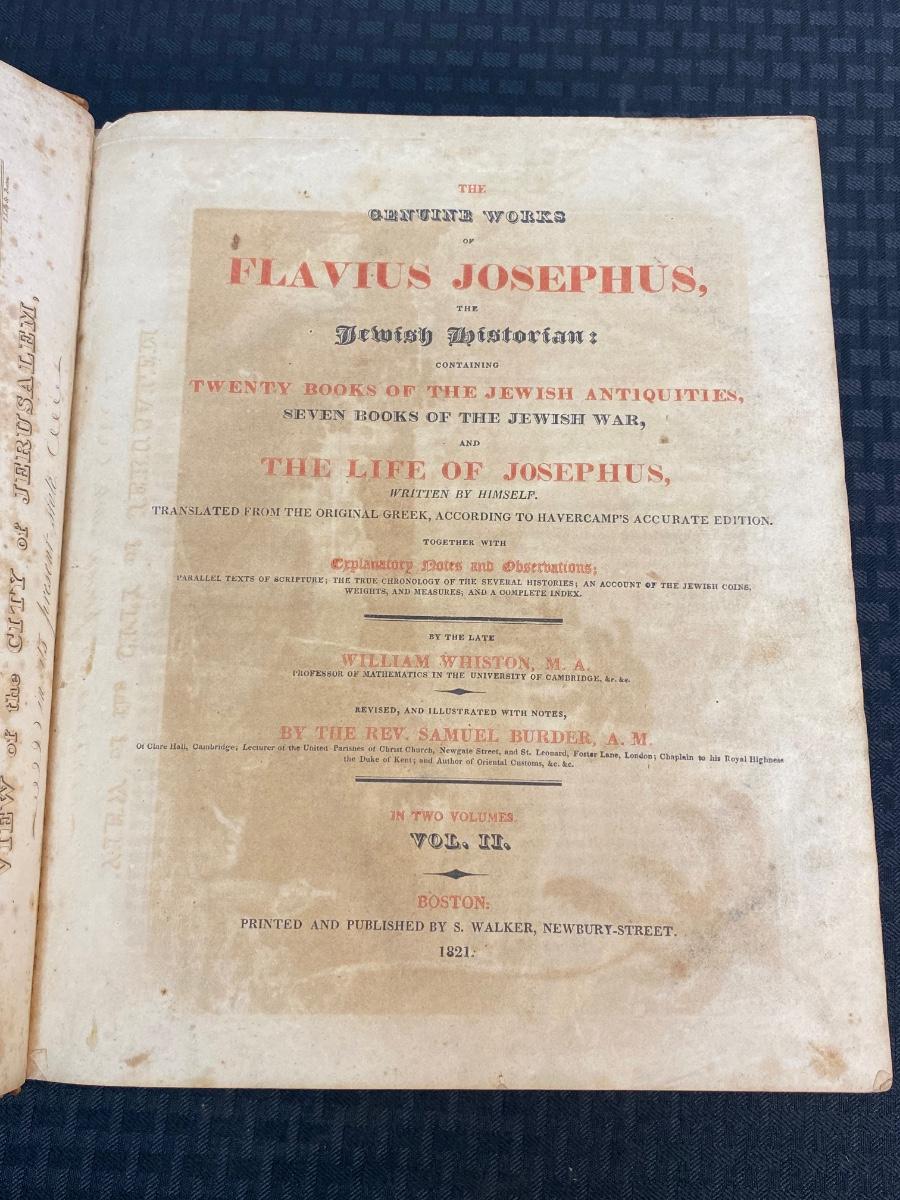 THE
GENUINE WORKS
OF
FLAVIUS JOSEPHUS,
THE
Jewish Historian:
CONTAINING
TWENTY BOOKS OF THE JEWISH ANTIQUITIES,
SEVEN BOOKS OF THE JEWISH WAR,
AND
THE LIFE OF JOSEPHUS,
WRITTEN BY HIMSELF.
TRANSLATED FROM THE ORIGINAL GREEK, ACCORDING TO HAVERCAMP'S ACCURATE EDITION.
TOGETHER WITH
Explanatory Notes and Observations;
PARALLEL TEXTS OF SCRIPTURE; THE TRUE CHRONOLOGY OF THE SEVERAL HISTORIES; AN ACCOUNT OF THE JEWISH COINS,
WEIGHTS, AND MEASURES; AND A COMPLETE INDEX.
BY THE LATE
WILLIAM WHISTON, M. A.
PROFESSOR OF MATHEMATICS IN THE UNIVERSITY OF CAMBRIDGE, &c. &c.
REVISED, AND ILLUSTRATED WITH NOTES,
BY THE REV. SAMUEL BURDER, A. M.
Of Clare Hall, Cambridge; Lecturer of the United Parishes of Christ Church, Newgate Street, and St. Leonard, Foster Lane, London; Chaplain to his Royal Highness
the Duke of Kent; and Author of Oriental Customs, &c. &c.
IN TWO VOLUMES.
VOL. II.
BOSTON:
PRINTED AND PUBLISHED BY S. WALKER, NEWBURY-STREET.
1821.
VIEW of the CITY of JERUSALEM,
in its present state